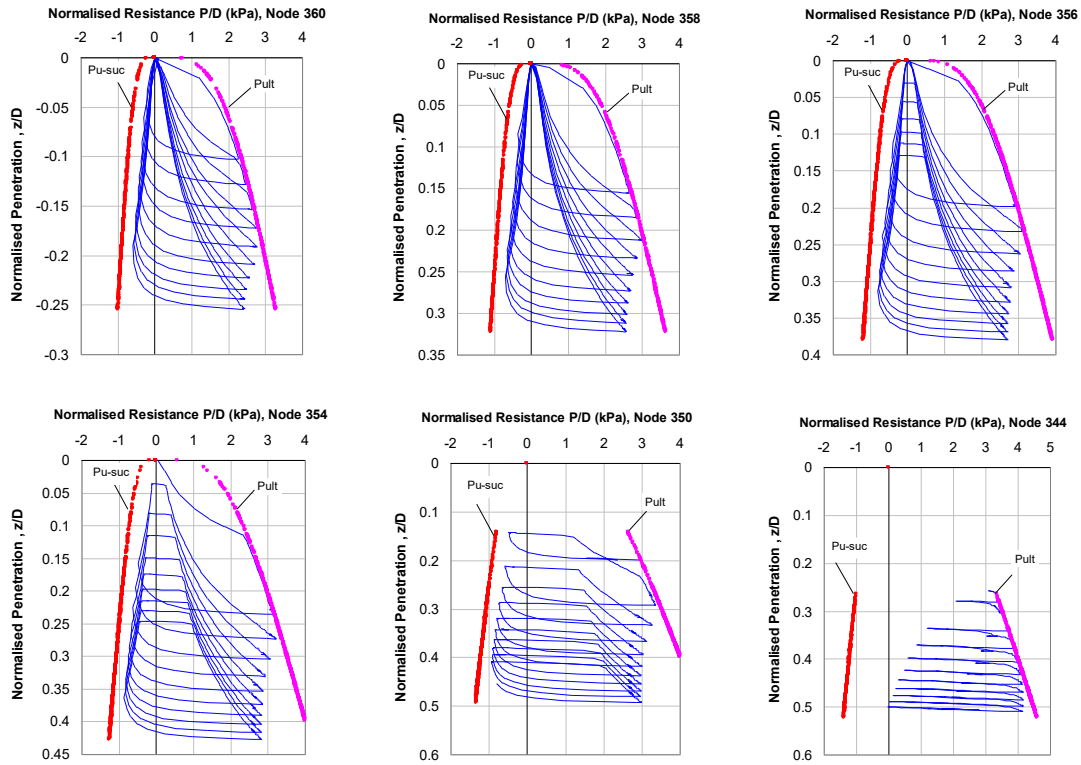 Normalised Resistance P/D (kPa), Node 360
-2 -1 0 1 2 3 4
0
-0.05
-0.1
-0.15
-0.2
-0.25
-0.3
Normalised Penetration , z/D
Pu-suc
Pult
Normalised Resistance P/D (kPa), Node 358
-2 -1 0 1 2 3 4
0
0.05
0.1
0.15
0.2
0.25
0.3
0.35
Normalised Penetration , z/D
Pu-suc
Pult
Normalised Resistance P/D (kPa), Node 356
-2 -1 0 1 2 3 4
0
0.05
0.1
0.15
0.2
0.25
0.3
0.35
0.4
Normalised Penetration , z/D
Pu-suc
Pult
Normalised Resistance P/D (kPa), Node 354
-2 -1 0 1 2 3 4
0
0.05
0.1
0.15
0.2
0.25
0.3
0.35
0.4
0.45
Normalised Penetration , z/D
Pu-suc
Pult
Normalised Resistance P/D (kPa), Node 350
-2 -1 0 1 2 3 4
0
0.1
0.2
0.3
0.4
0.5
0.6
Normalised Penetration , z/D
Pu-suc
Pult
Normalised Resistance P/D (kPa), Node 344
-2 -1 0 1 2 3 4 5
0
0.1
0.2
0.3
0.4
0.5
0.6
Normalised Penetration , z/D
Pu-suc
Pult